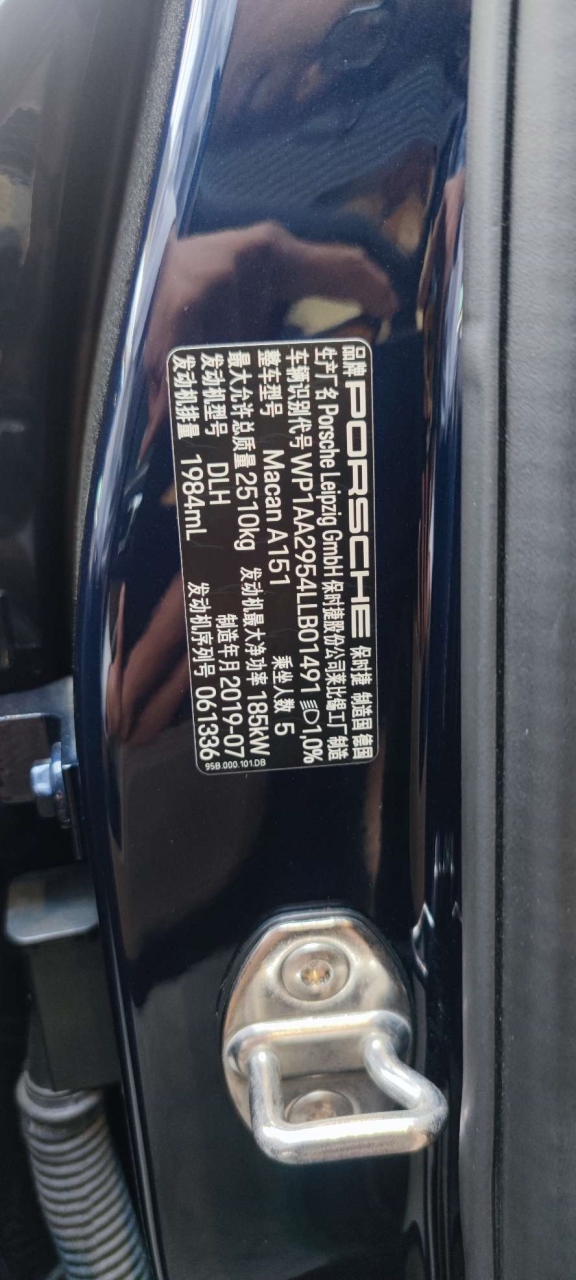 品牌 PORSCHE 保时捷 制造国 德国
生产厂名 Porsche Leipzig GmbH 保时捷股份公司莱比锡工厂制造
车辆识别代号 WP1AA2954LLB01491 1,0%
整车型号 Macan A151 乘坐人数 5
最大允许总质量 2510kg 发动机最大净功率 185kW
发动机型号 DLH 制造年月 2019-07
发动机排量 1984mL 发动机序列号 061336
95B.000.101.DB